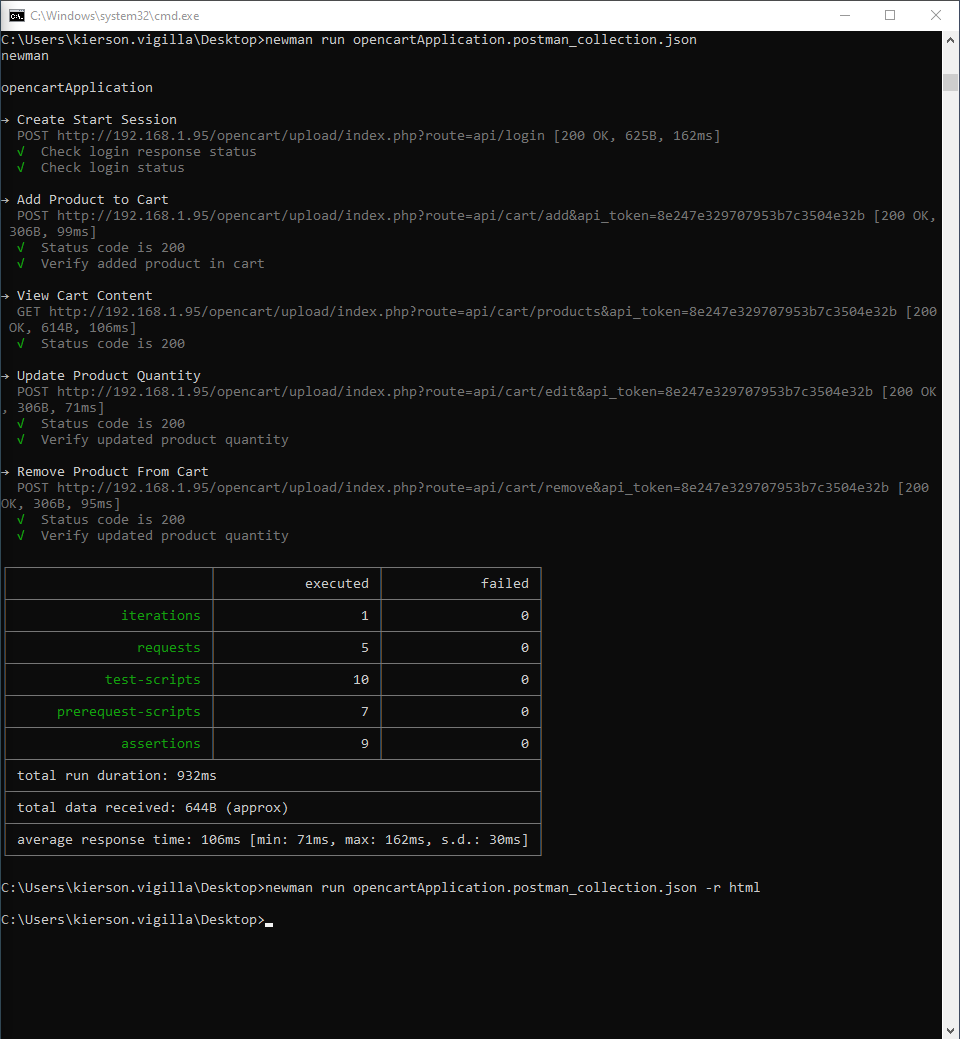 C:\Windows\system32\cmd.exe
C:\Users\kierson.vigilla\Desktop>newman run opencartApplication.postman_collection.json
newman
opencartApplication
→ Create Start Session
POST http://192.168.1.95/opencart/upload/index.php?route=api/login [200 OK, 625B, 162ms]
√ Check login response status
√ Check login status
→ Add Product to Cart
POST http://192.168.1.95/opencart/upload/index.php?route=api/cart/add&api_token=8e247e329707953b7c3504e32b [200 OK,
306B, 99ms]
√ Status code is 200
√ Verify added product in cart
→ View Cart Content
GET http://192.168.1.95/opencart/upload/index.php?route=api/cart/products&api_token=8e247e329707953b7c3504e32b [200
OK, 614B, 106ms]
√ Status code is 200
→ Update Product Quantity
POST http://192.168.1.95/opencart/upload/index.php?route=api/cart/edit&api_token=8e247e329707953b7c3504e32b [200 OK
, 306B, 71ms]
√ Status code is 200
√ Verify updated product quantity
→ Remove Product From Cart
POST http://192.168.1.95/opencart/upload/index.php?route=api/cart/remove&api_token=8e247e329707953b7c3504e32b [200
OK, 306B, 95ms]
√ Status code is 200
√ Verify updated product quantity
executed failed
iterations 1 0
requests 5 0
test-scripts 10 0
prerequest-scripts 7 0
assertions 9 0
total run duration: 932ms
total data received: 644B (approx)
average response time: 106ms [min: 71ms, max: 162ms, s.d.: 30ms]
C:\Users\kierson.vigilla\Desktop>newman run opencartApplication.postman_collection.json -r html
C:\Users\kierson.vigilla\Desktop>